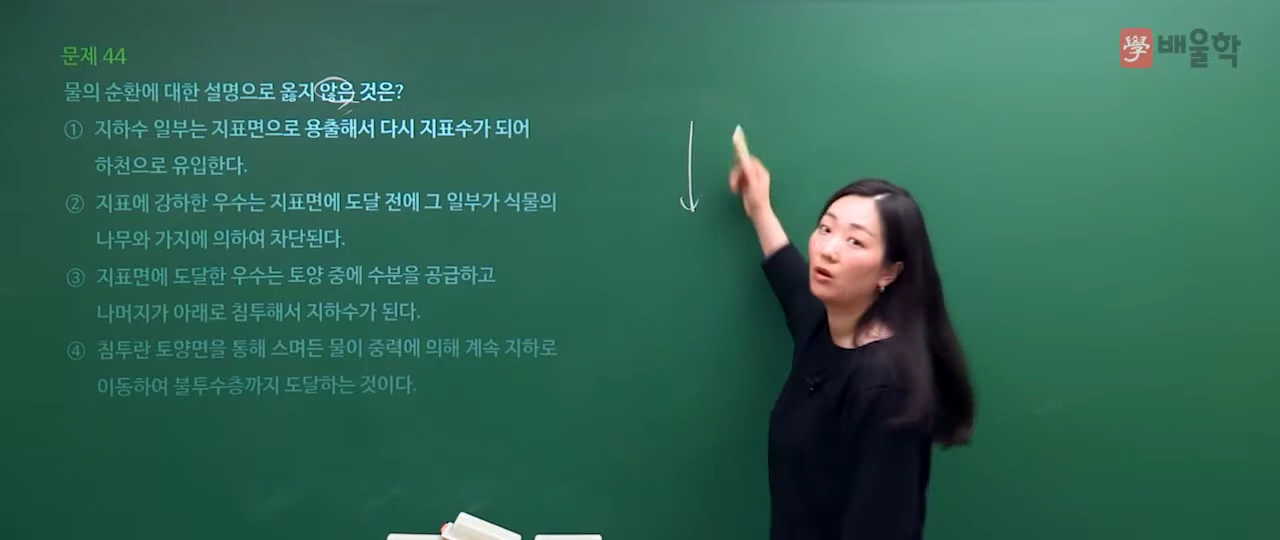 學 배울학
문제 44
물의 순환에 대한 설명으로 옳지 않은 것은?
① 지하수 일부는 지표면으로 용출해서 다시 지표수가 되어
하천으로 유입한다.
② 지표에 강하한 우수는 지표면에 도달 전에 그 일부가 식물의
나무와 가지에 의하여 차단된다.
③ 지표면에 도달한 우수는 토양 중에 수분을 공급하고
나머지가 아래로 침투해서 지하수가 된다.
④ 침투란 토양면을 통해 스며든 물이 중력에 의해 계속 지하로
이동하여 불투수층까지 도달하는 것이다.